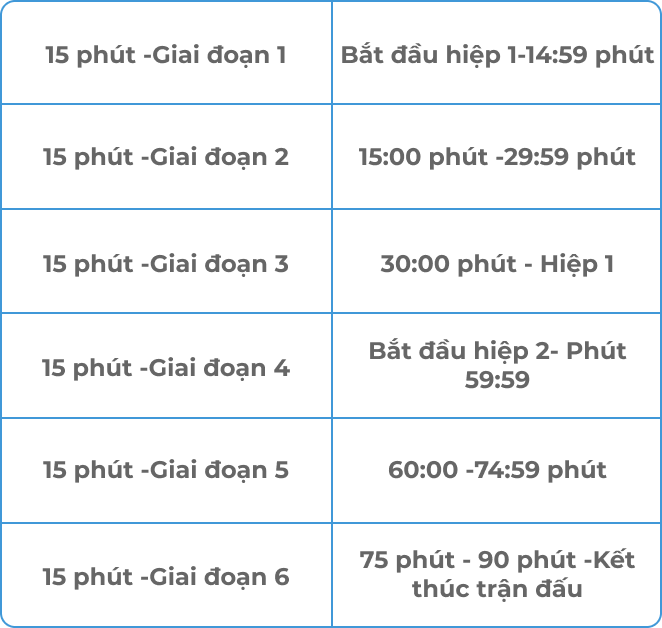 15 phút -Giai đoạn 1
Bắt đầu hiệp 1-14:59 phút
15 phút -Giai đoạn 2
15:00 phút -29:59 phút
15 phút -Giai đoạn 3
30:00 phút - Hiệp 1
15 phút -Giai đoạn 4
Bắt đầu hiệp 2- Phút
59:59
15 phút -Giai đoạn 5
60:00 -74:59 phút
15 phút -Giai đoạn 6
75 phút - 90 phút -Kết
thúc trận đấu